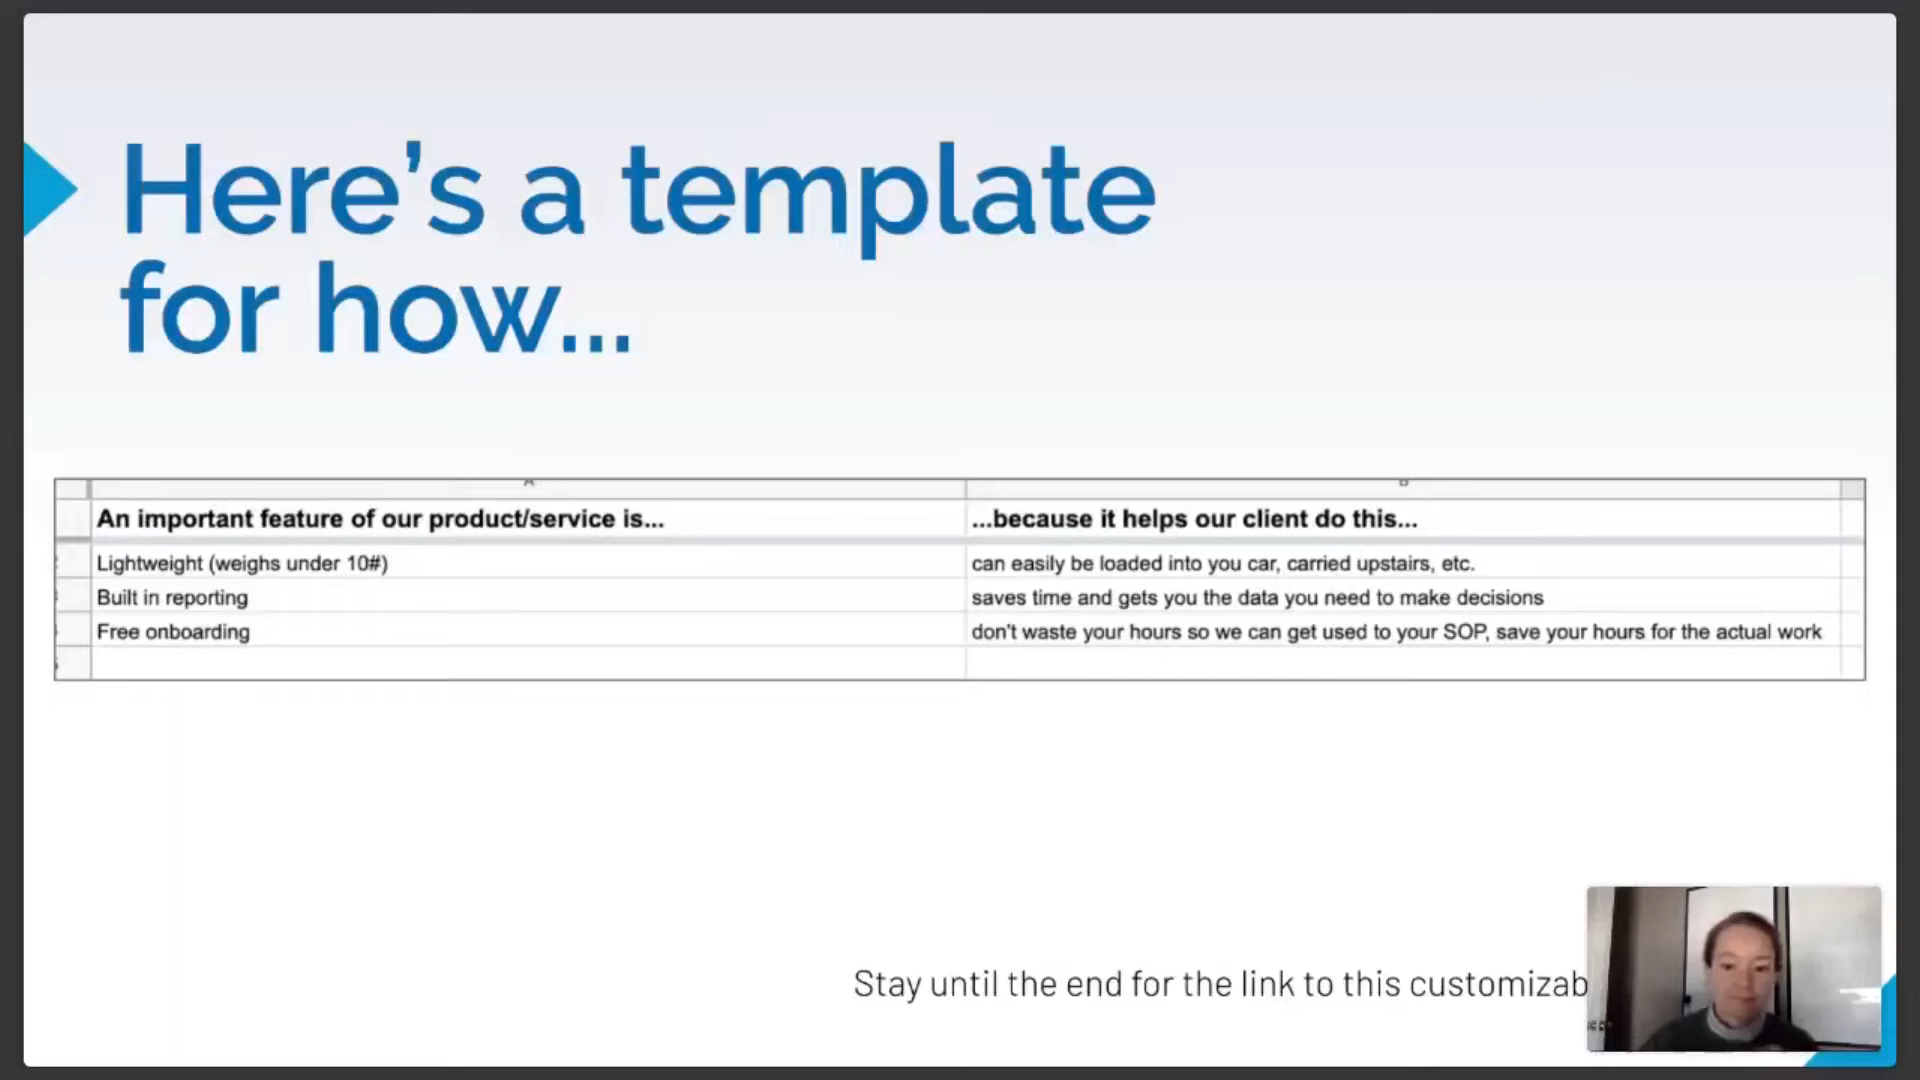 Here’s a template
for how...
An important feature of our product/service is...
...because it helps our client do this...
Lightweight (weighs under 10#)
can easily be loaded into you car, carried upstairs, etc.
Built in reporting
saves time and gets you the data you need to make decisions
Free onboarding
don't waste your hours so we can get used to your SOP, save your hours for the actual work
Stay until the end for the link to this customizab